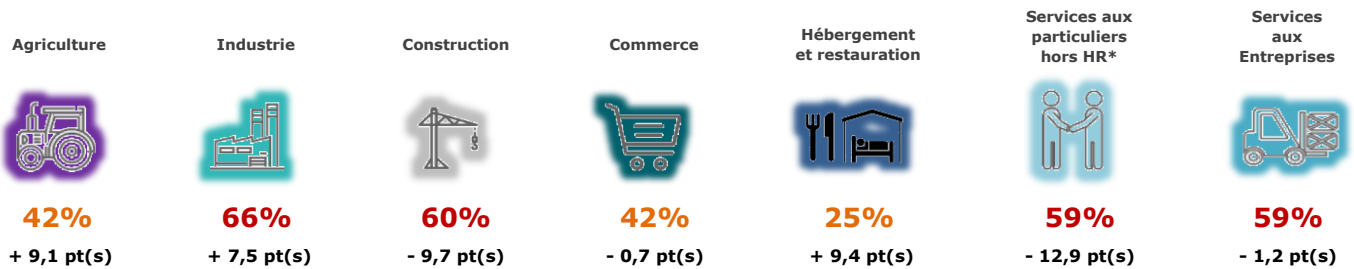 Agriculture
Industrie
Construction
Commerce
Hébergement
et restauration
Services aux
particuliers
hors HR*
Services
aux
Entreprises
42%
66%
60%
42%
25%
59%
59%
+ 9,1 pt(s)
+ 7,5 pt(s)
- 9,7 pt(s)
- 0,7 pt(s)
+ 9,4 pt(s)
- 12,9 pt(s)
- 1,2 pt(s)